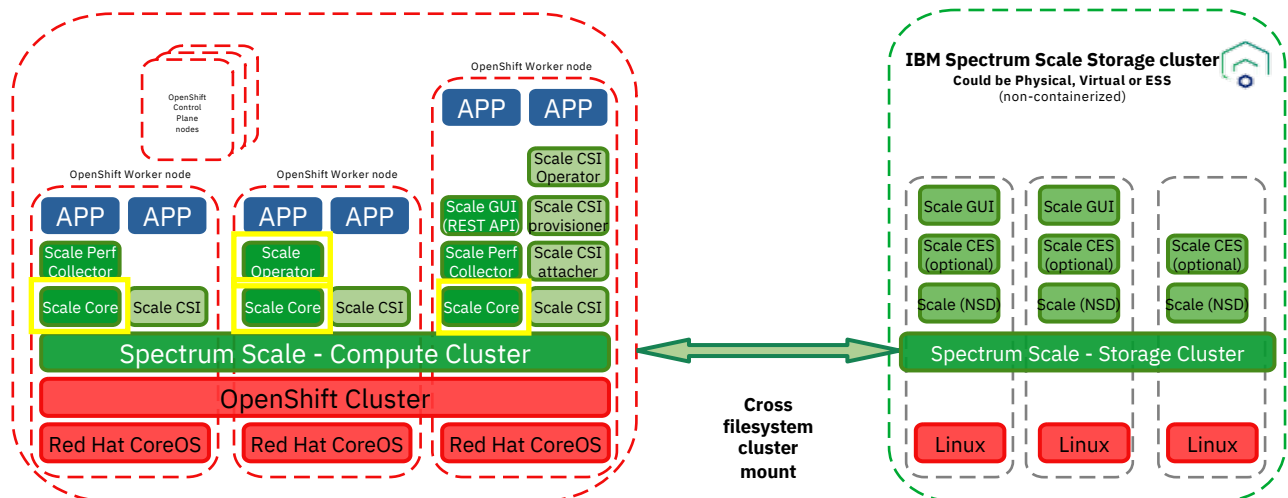 OpenShift
Control
Plane
nodes
OpenShift Worker node
APP APP
Scale Perf
Collector
Scale Core
Scale CSI
OpenShift Worker node
APP APP
Scale
Operator
Scale Core
Scale CSI
OpenShift Worker node
APP APP
Scale CSI
Operator
Scale GUI
(REST API)
Scale CSI
provisioner
Scale Perf
Collector
Scale CSI
attacher
Scale Core
Scale CSI
Spectrum Scale - Compute Cluster
OpenShift Cluster
Red Hat CoreOS
Red Hat CoreOS
Red Hat CoreOS
Cross
filesystem
cluster
mount
IBM Spectrum Scale Storage cluster
Could be Physical, Virtual or ESS
(non-containerized)
Scale GUI
Scale GUI
Scale CES
(optional)
Scale CES
(optional)
Scale CES
(optional)
Scale (NSD)
Scale (NSD)
Scale (NSD)
Spectrum Scale - Storage Cluster
Linux
Linux
Linux